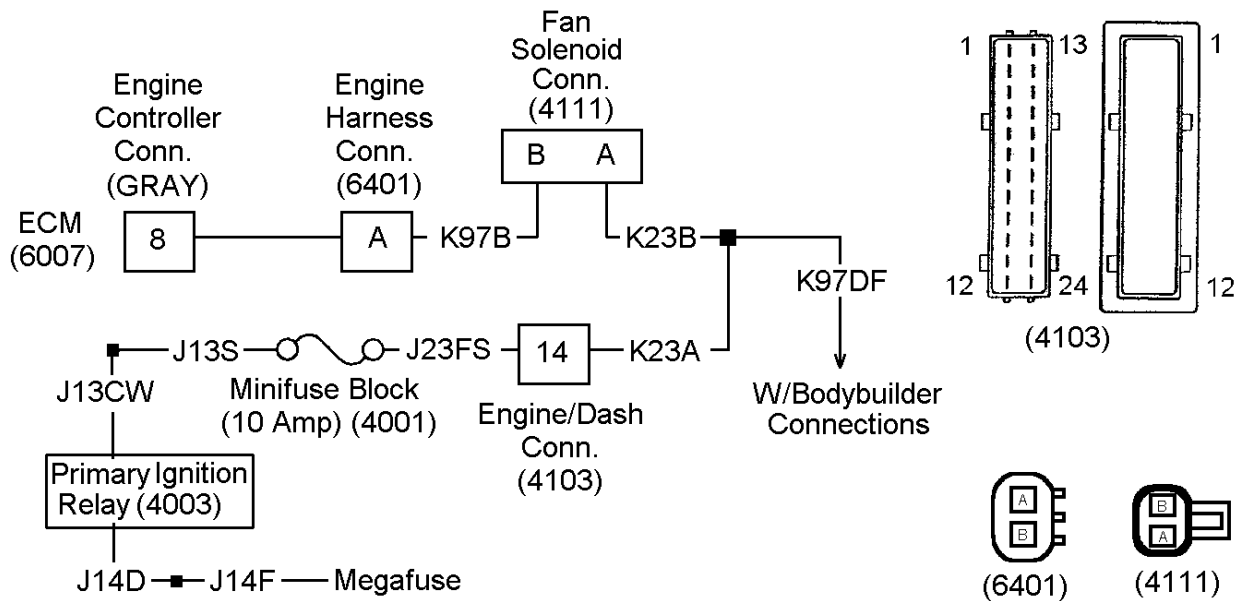 Fan
Solenoid
Conn.
(4111)
Engine
Controller
Conn.
(GRAY)
Engine
Harness
Conn.
(6401)
B A
ECM
(6007)
8
A
K97B
K23B
K97DF
J13S
J23FS
14
K23A
J13CW
Minifuse Block
(10 Amp) (4001)
Engine/Dash
Conn.
(4103)
W/Bodybuilder
Connections
Primary Ignition
Relay (4003)
J14D
J14F
Megafuse
1 13
12 24
1
12
(4103)
A
B
(6401)
B
A
(4111)